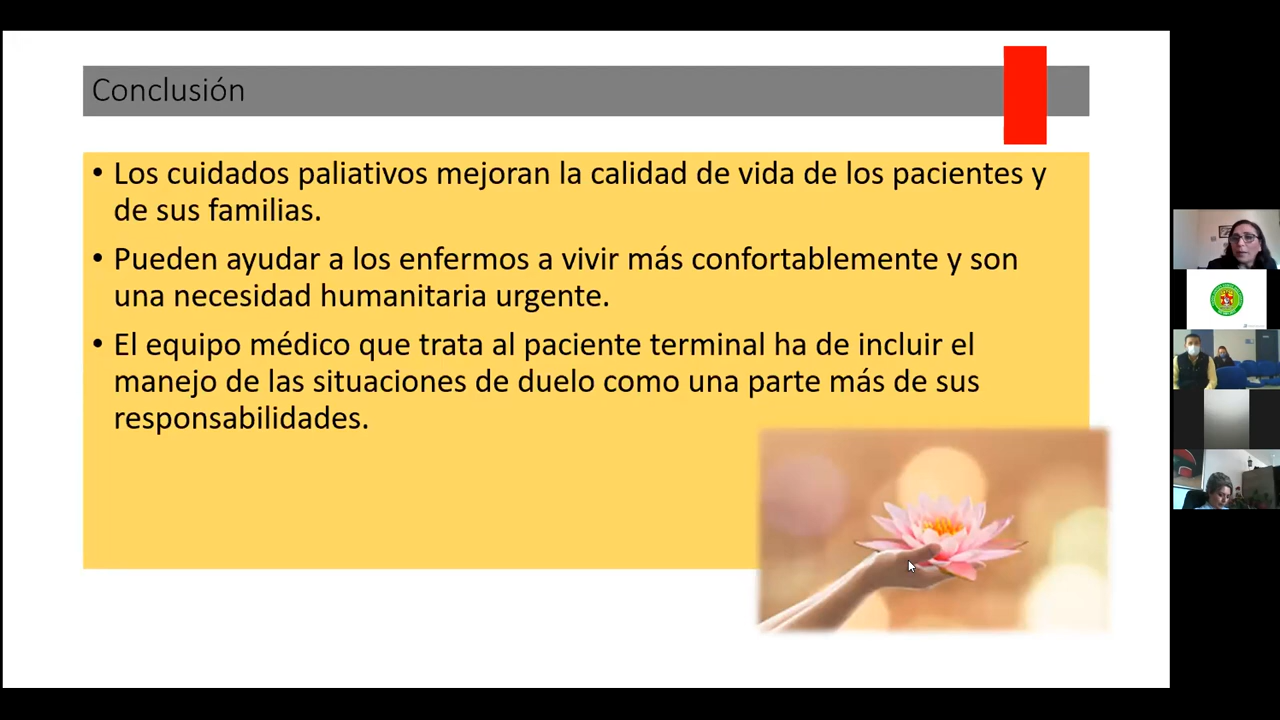 Conclusión
• Los cuidados paliativos mejoran la calidad de vida de los pacientes y
de sus familias.
• Pueden ayudar a los enfermos a vivir más confortablemente y son
una necesidad humanitaria urgente.
• El equipo médico que trata al paciente terminal ha de incluir el
manejo de las situaciones de duelo como una parte más de sus
responsabilidades.